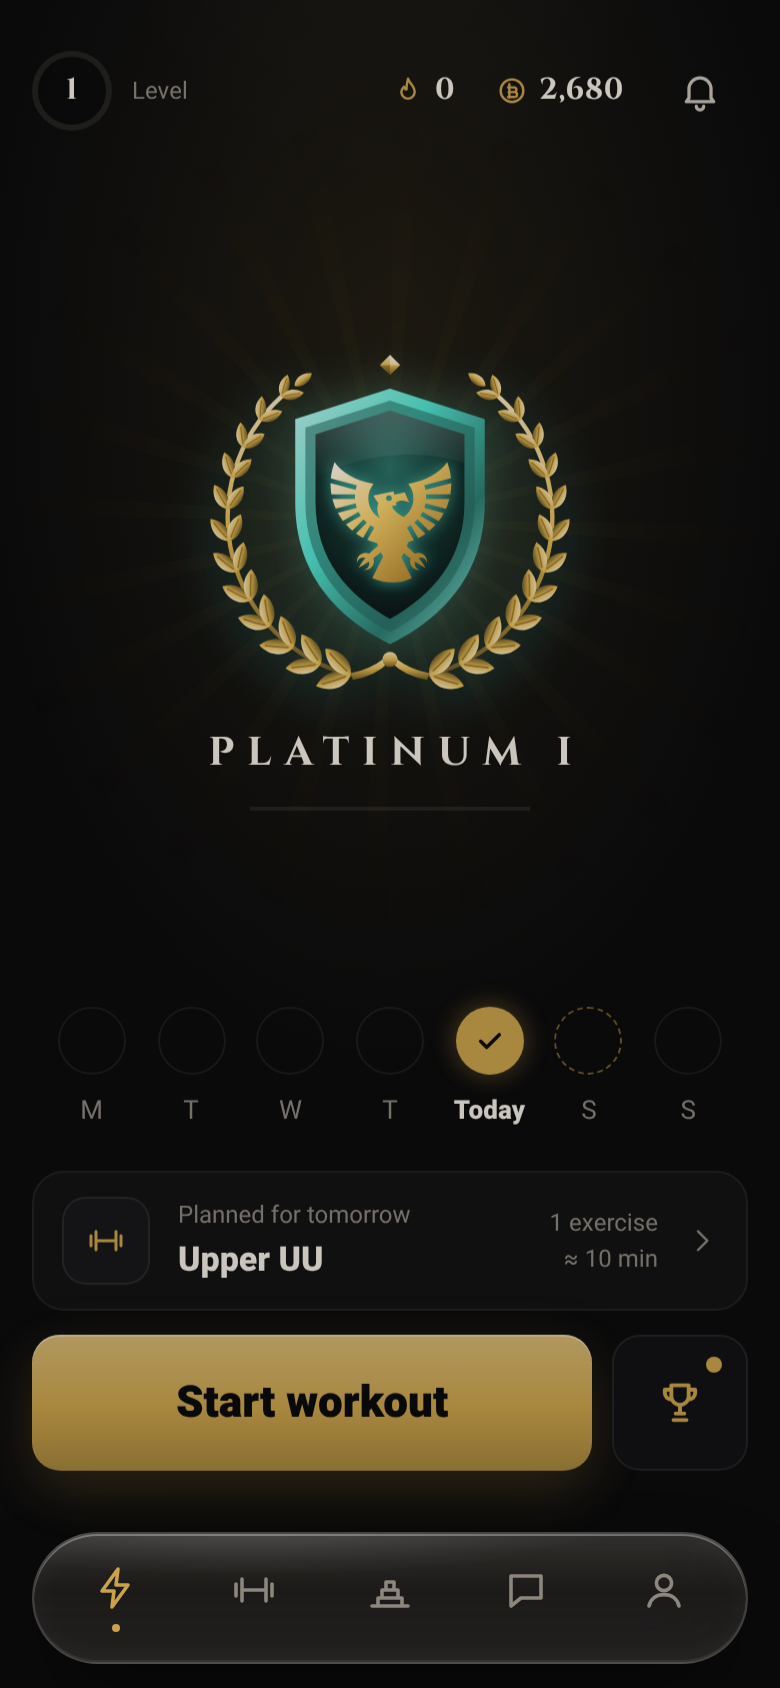 1
Level
0
2,680
PLATINUM I
M
T
W
T
Today
S
S
Planned for tomorrow
Upper UU
1 exercise
≈ 10 min
Start workout